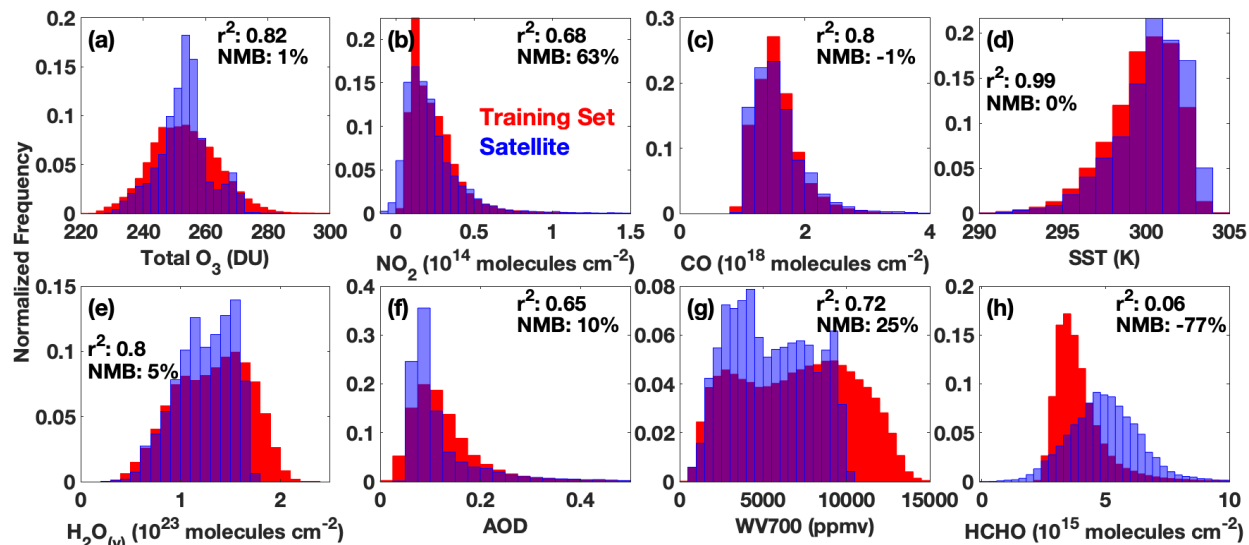 (a)
r²: 0.82
NMB: 1%
0.2
0.15
0.1
0.05
0
220 240 260 280 300
Total O₃ (DU)
(b)
r²: 0.68
NMB: 63%
Training Set
Satellite
0.2
0.15
0.1
0.05
0
0 0.5 1 1.5
NO₂ (10¹⁴ molecules cm⁻²)
(c)
r²: 0.8
NMB: -1%
0.3
0.2
0.1
0
0 2 4
CO (10¹⁸ molecules cm⁻²)
(d)
r²: 0.99
NMB: 0%
0.2
0.15
0.1
0.05
0
290 295 300 305
SST (K)
Normalized Frequency
(e)
r²: 0.8
NMB: 5%
0.15
0.1
0.05
0
1 2
H₂O₍ᵥ₎ (10²³ molecules cm⁻²)
(f)
r²: 0.65
NMB: 10%
0.4
0.3
0.2
0.1
0
0 0.2 0.4
AOD
(g)
r²: 0.72
NMB: 25%
0.08
0.06
0.04
0.02
0
0 5000 10000 15000
WV700 (ppmv)
(h)
r²: 0.06
NMB: -77%
0.2
0.15
0.1
0.05
0
0 5 10
HCHO (10¹⁵ molecules cm⁻²)